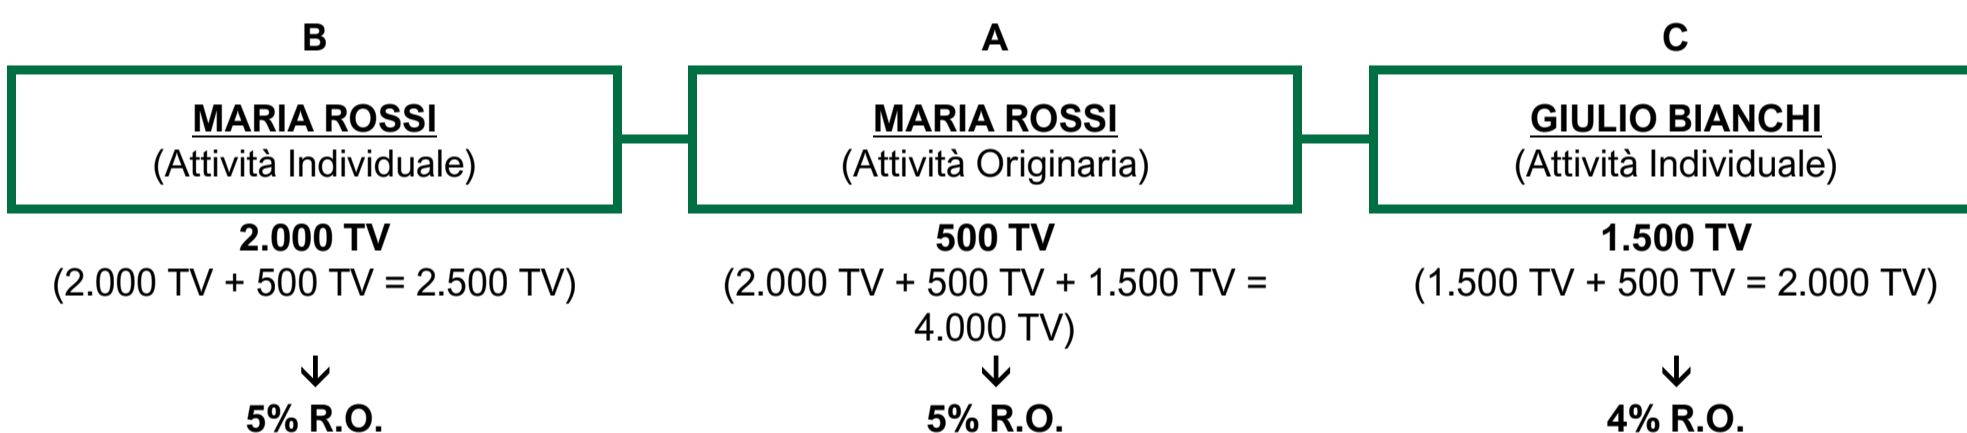 B
MARIA ROSSI
(Attività Individuale)
2.000 TV
(2.000 TV + 500 TV = 2.500 TV)
↓
5% R.O.
A
MARIA ROSSI
(Attività Originaria)
500 TV
(2.000 TV + 500 TV + 1.500 TV =
4.000 TV)
↓
5% R.O.
C
GIULIO BIANCHI
(Attività Individuale)
1.500 TV
(1.500 TV + 500 TV = 2.000 TV)
↓
4% R.O.